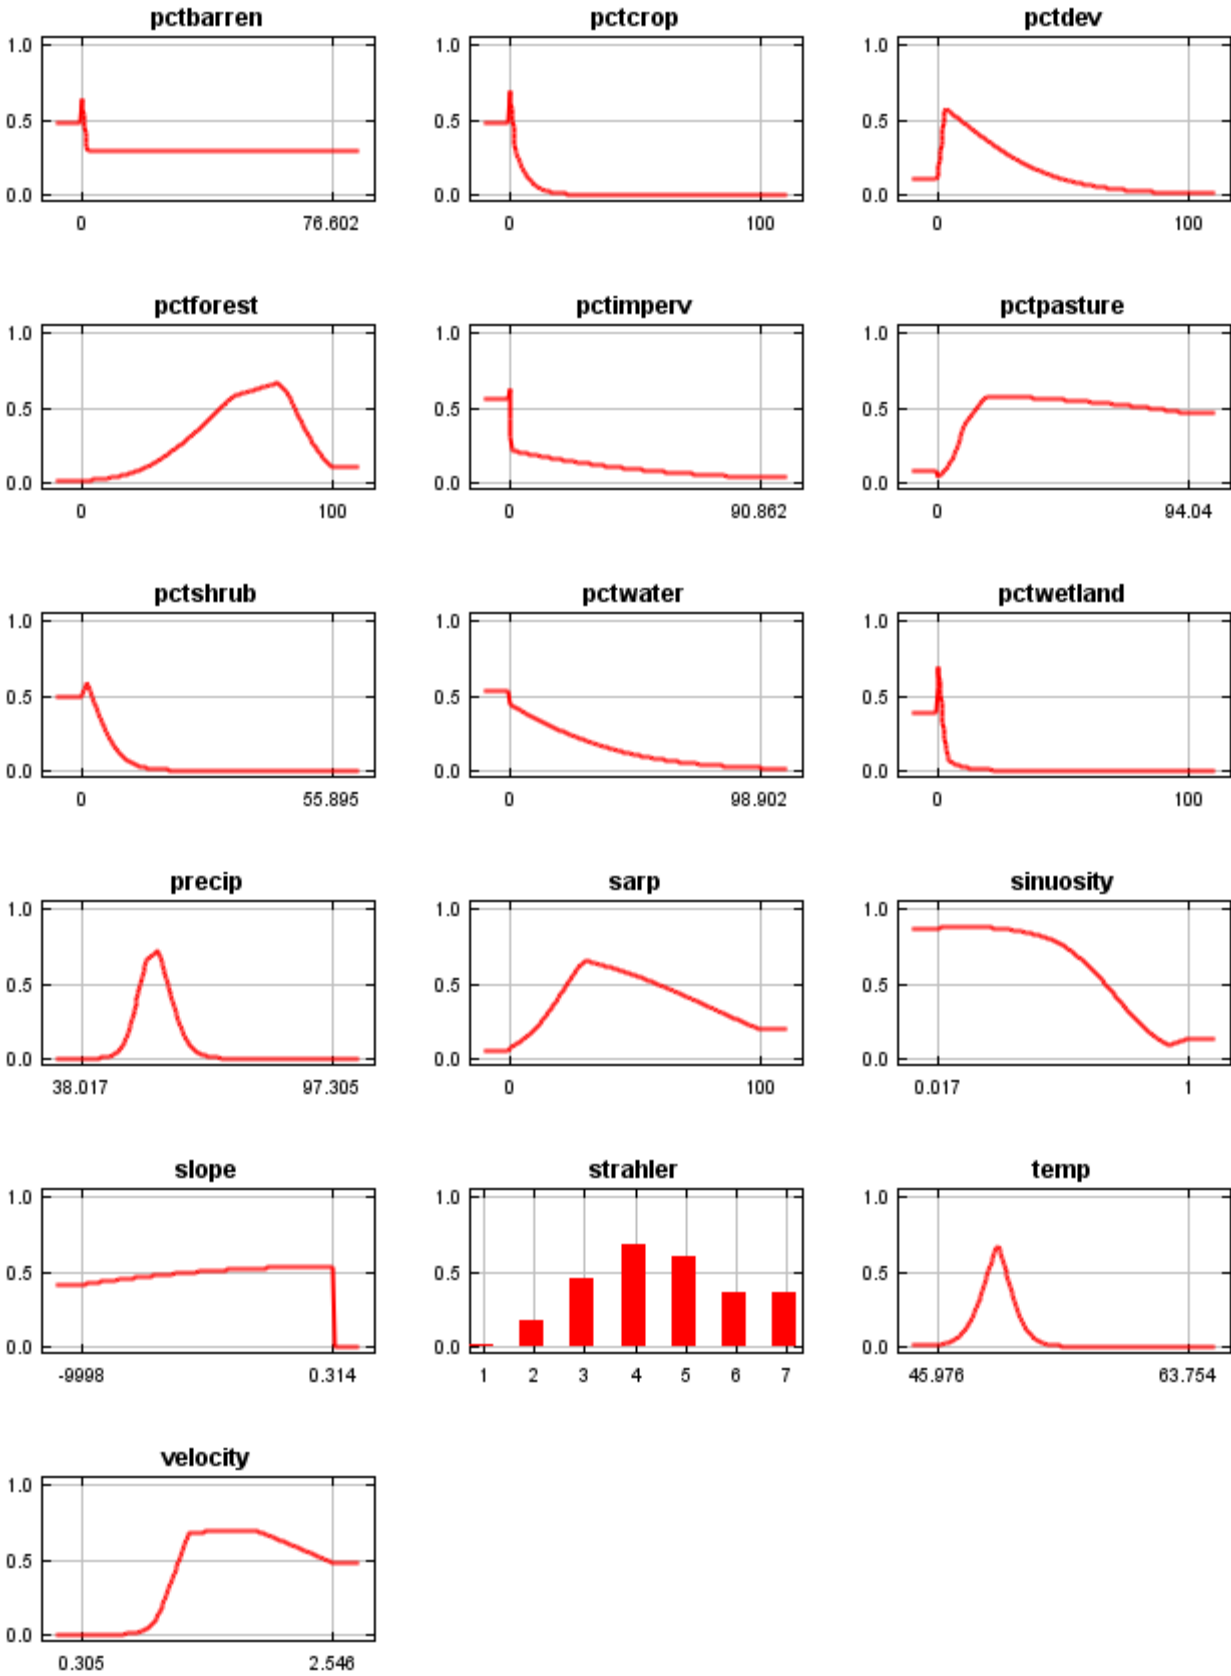 pctbarren pctcrop pctdev
1.0 1.0 1.0
0.5 0.5 0.5
0.0 0.0 0.0
0 76.602 0 100 0 100
pctforest pctimperv pctpasture
1.0 1.0 1.0
0.5 0.5 0.5
0.0 0.0 0.0
0 100 0 90.862 0 94.04
pctshrub pctwater pctwetland
1.0 1.0 1.0
0.5 0.5 0.5
0.0 0.0 0.0
0 55.895 0 98.902 0 100
precip sarp sinuosity
1.0 1.0 1.0
0.5 0.5 0.5
0.0 0.0 0.0
38.017 97.305 0 100 0.017 1
slope strahler temp
1.0 1.0 1.0
0.5 0.5 0.5
0.0 0.0 0.0
-9998 0.314 1 2 3 4 5 6 7 45.976 63.754
velocity
1.0
0.5
0.0
0.305 2.546